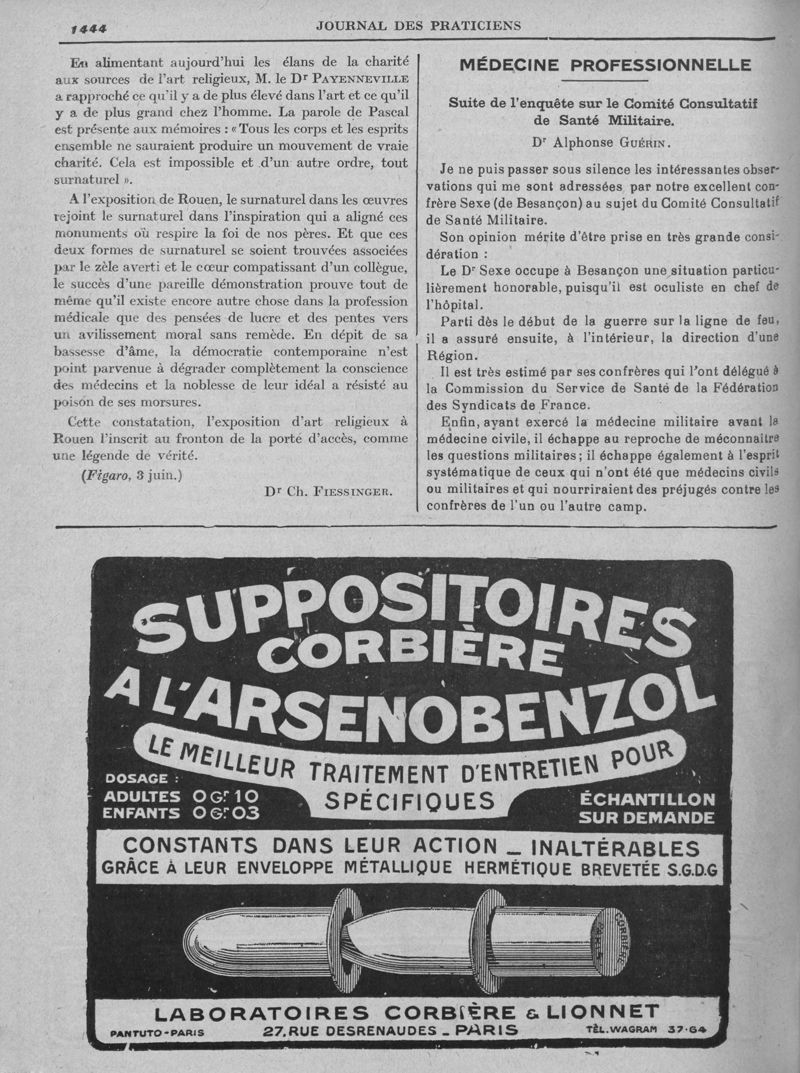 1444
JOURNAL DES PRATICIENS
En alimentant aujourd'hui les élans de la charité
aux sources de l'art religieux, M. le Dr PAYENNEVILLE
a rapproché ce qu'il y a de plus élevé dans l'art et ce qu'il
y a de plus grand chez l'homme. La parole de Pascal
est présente aux mémoires : « Tous les corps et les esprits
ensemble ne sauraient produire un mouvement de vraie
charité. Cela est impossible et d'un autre ordre, tout
surnaturel ».
A l'exposition de Rouen, le surnaturel dans les œuvres
rejoint le surnaturel dans l'inspiration qui a aligné ces
monuments où respire la foi de nos pères. Et que ces
deux formes de surnaturel se soient trouvées associées
par le zèle averti et le cœur compatissant d'un collègue,
le succès d'une pareille démonstration prouve tout de
même qu'il existe encore autre chose dans la profession
médicale que des pensées de lucre et des pentes vers
un avilissement moral sans remède. En dépit de sa
bassesse d'âme, la démocratie contemporaine n'est
point parvenue à dégrader complètement la conscience
des médecins et la noblesse de leur idéal a résisté au
poison de ses morsures.
Cette constatation, l'exposition d'art religieux à
Rouen l'inscrit au fronton de la porte d'accès, comme
une légende de vérité.
(Figaro, 3 juin.)
Dr Ch. FIESSINGER.
MÉDECINE PROFESSIONNELLE
Suite de l'enquête sur le Comité Consultatif
de Santé Militaire.
Dr Alphonse GUÉRIN.
Je ne puis passer sous silence les intéressantes obser-
vations qui me sont adressées par notre excellent con-
frère Sexe (de Besançon) au sujet du Comité Consultatif
de Santé Militaire.
Son opinion mérite d'être prise en très grande consi-
dération :
Le Dr Sexe occupe à Besançon une situation particu-
lièrement honorable, puisqu'il est oculiste en chef de
l'hôpital.
Parti dès le début de la guerre sur la ligne de feu,
il a assuré ensuite, à l'intérieur, la direction d'une
Région.
Il est très estimé par ses confrères qui l'ont délégué à
la Commission du Service de Santé de la Fédération
des Syndicats de France.
Enfin, ayant exercé la médecine militaire avant la
médecine civile, il échappe au reproche de méconnaitre
les questions militaires ; il échappe également à l'esprit
systématique de ceux qui n'ont été que médecins civils
ou militaires et qui nourriraient des préjugés contre les
confrères de l'un ou l'autre camp.
SUPPOSITOIRES
CORBIÈRE
A L'ARSENOBENZOL
LE MEILLEUR TRAITEMENT D'ENTRETIEN POUR
SPÉCIFIQUES
DOSAGE :
ADULTES 0 Gr 10
ENFANTS 0 Gr 03
ÉCHANTILLON
SUR DEMANDE
CONSTANTS DANS LEUR ACTION _ INALTÉRABLES
GRÂCE À LEUR ENVELOPPE MÉTALLIQUE HERMÉTIQUE BREVETÉE S.G.D.G
CORBIÈRE
PARIS
LABORATOIRES CORBIÈRE & LIONNET
PANTUTO-PARIS
27, RUE DESRENAUDES _ PARIS
TÈL. WAGRAM 37-64